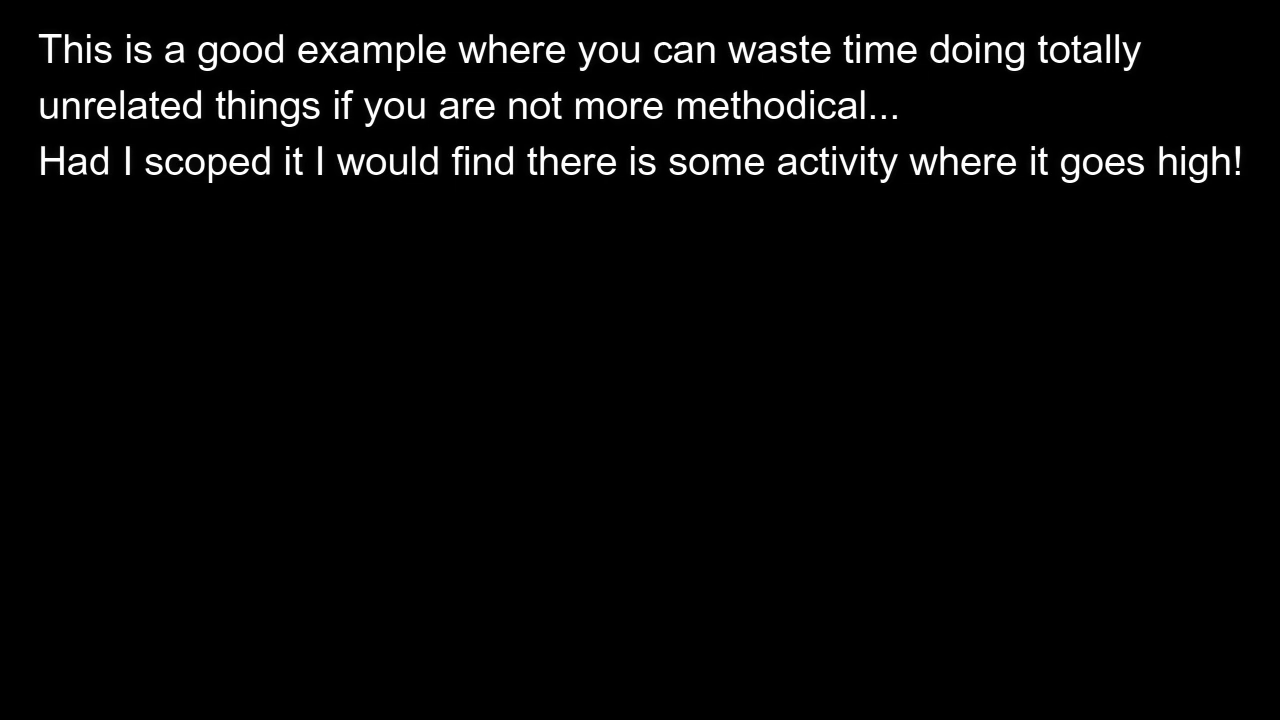 This is a good example where you can waste time doing totally
unrelated things if you are not more methodical...
Had I scoped it I would find there is some activity where it goes high!